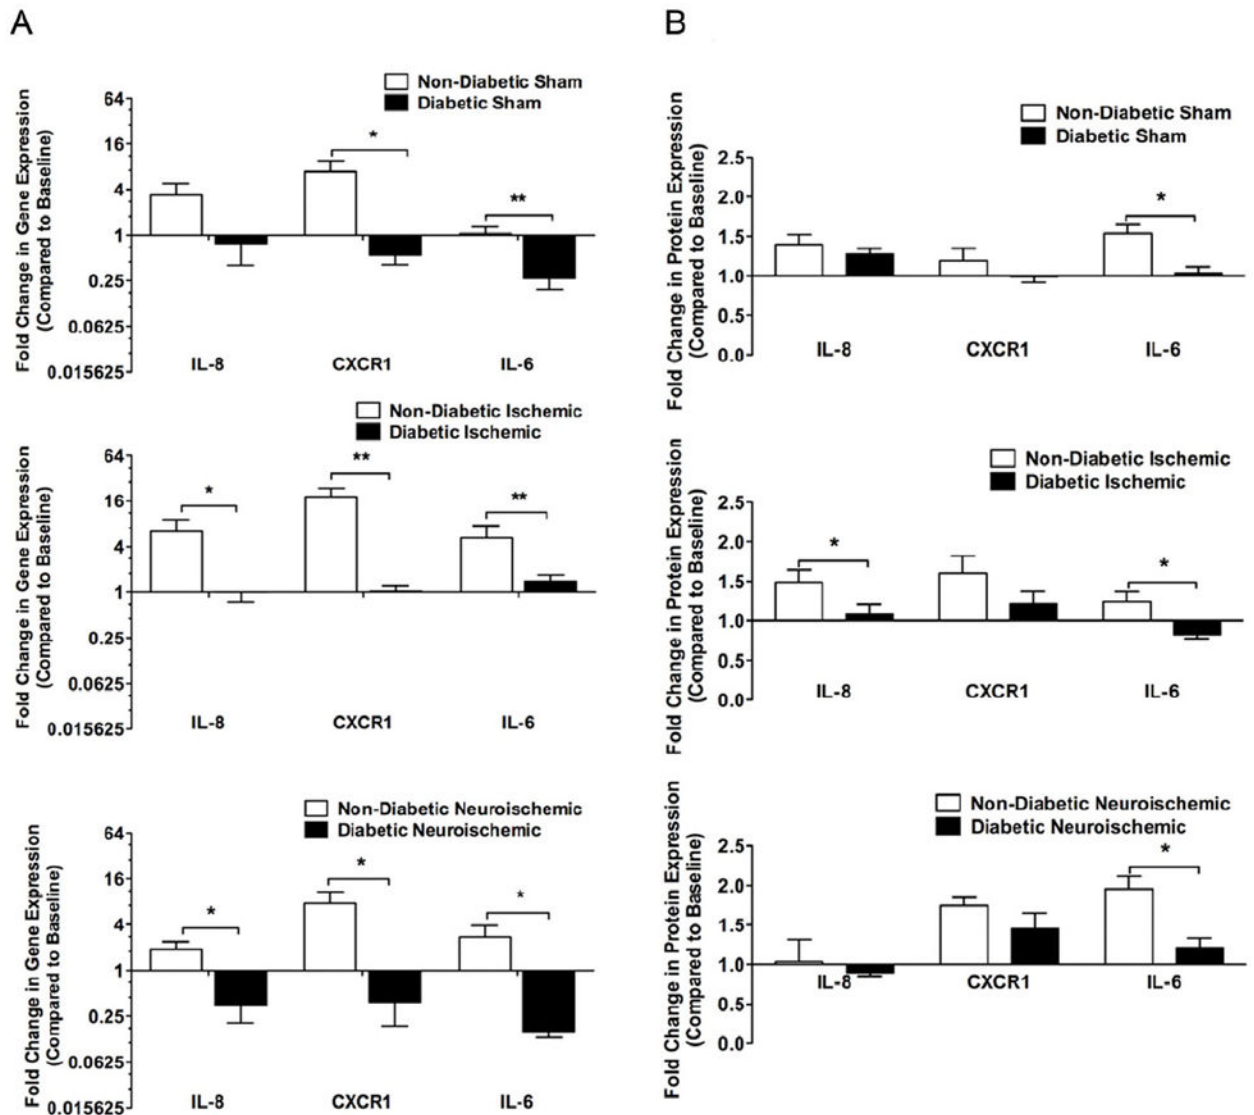 A
Non-Diabetic Sham
Diabetic Sham
Fold Change in Gene Expression
(Compared to Baseline)
64
16
4
1
0.25
0.0625
0.015625
*
**
IL-8
CXCR1
IL-6
Non-Diabetic Ischemic
Diabetic Ischemic
Fold Change in Gene Expression
(Compared to Baseline)
64
16
4
1
0.25
0.0625
0.015625
*
**
**
IL-8
CXCR1
IL-6
Non-Diabetic Neuroischemic
Diabetic Neuroischemic
Fold Change in Gene Expression
(Compared to Baseline)
64
16
4
1
0.25
0.0625
0.015625
*
*
*
IL-8
CXCR1
IL-6
B
Non-Diabetic Sham
Diabetic Sham
Fold Change in Protein Expression
(Compared to Baseline)
2.5
2.0
1.5
1.0
0.5
0.0
*
IL-8
CXCR1
IL-6
Non-Diabetic Ischemic
Diabetic Ischemic
Fold Change in Protein Expression
(Compared to Baseline)
2.5
2.0
1.5
1.0
0.5
0.0
*
*
IL-8
CXCR1
IL-6
Non-Diabetic Neuroischemic
Diabetic Neuroischemic
Fold Change in Protein Expression
(Compared to Baseline)
2.5
2.0
1.5
1.0
0.5
0.0
*
IL-8
CXCR1
IL-6